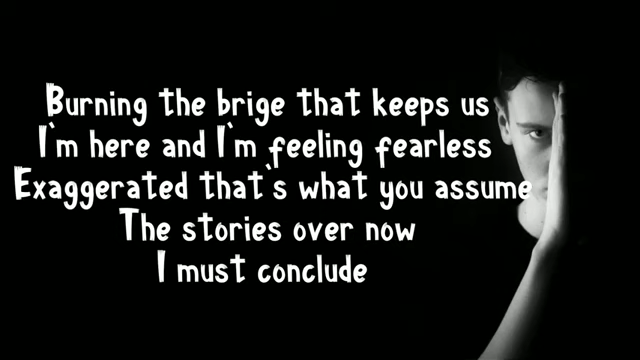 Burning the brige that keeps us
I'm here and I'm feeling fearless
Exaggerated that's what you assume
The stories over now
I must conclude